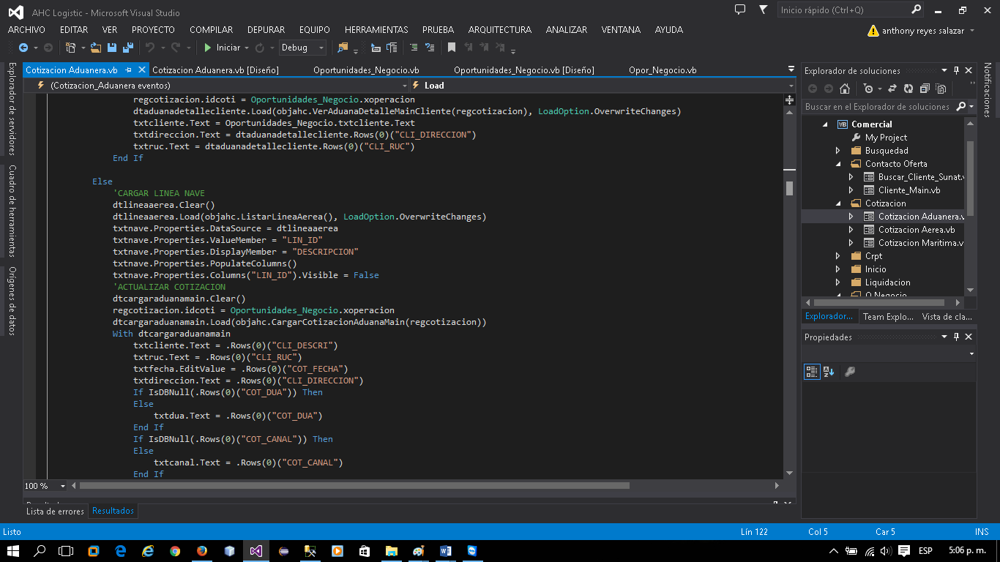 AHC Logistic - Microsoft Visual Studio
Inicio rápido (Ctrl+Q)
ARCHIVO EDITAR VER PROYECTO COMPILAR DEPURAR EQUIPO HERRAMIENTAS PRUEBA ARQUITECTURA ANALIZAR VENTANA AYUDA
anthony reyes salazar
Iniciar Debug
Cotizacion Aduanera.vb Cotizacion Aduanera.vb [Diseño] Oportunidades_Negocio.vb Oportunidades_Negocio.vb [Diseño] Opor_Negocio.vb
(Cotizacion_Aduanera eventos) Load
regcotizacion.idcoti = Oportunidades_Negocio.xoperacion
dtaduanadetallecliente.Load(objahc.VerAduanaDetalleMainCliente(regcotizacion), LoadOption.OverwriteChanges)
txtcliente.Text = Oportunidades_Negocio.txtcliente.Text
txtdireccion.Text = dtaduanadetallecliente.Rows(0)("CLI_DIRECCION")
txtruc.Text = dtaduanadetallecliente.Rows(0)("CLI_RUC")
End If
Else
'CARGAR LINEA NAVE
dtlineaaerea.Clear()
dtlineaaerea.Load(objahc.ListarLineaAerea(), LoadOption.OverwriteChanges)
txtnave.Properties.DataSource = dtlineaaerea
txtnave.Properties.ValueMember = "LIN_ID"
txtnave.Properties.DisplayMember = "DESCRIPCION"
txtnave.Properties.PopulateColumns()
txtnave.Properties.Columns("LIN_ID").Visible = False
'ACTUALIZAR COTIZACION
dtcargaraduanamain.Clear()
regcotizacion.idcoti = Oportunidades_Negocio.xoperacion
dtcargaraduanamain.Load(objahc.CargarCotizacionAduanaMain(regcotizacion))
With dtcargaraduanamain
txtcliente.Text = .Rows(0)("CLI_DESCRI")
txtruc.Text = .Rows(0)("CLI_RUC")
txtfecha.EditValue = .Rows(0)("COT_FECHA")
txtdireccion.Text = .Rows(0)("CLI_DIRECCION")
If IsDBNull(.Rows(0)("COT_DUA")) Then
Else
txtdua.Text = .Rows(0)("COT_DUA")
End If
If IsDBNull(.Rows(0)("COT_CANAL")) Then
Else
txtcanal.Text = .Rows(0)("COT_CANAL")
End If
100 %
Lista de errores Resultados
Explorador de servidores
Cuadro de herramientas
Orígenes de datos
Explorador de soluciones
Buscar en el Explorador de soluciones
Comercial
My Project
Busquedad
Contacto Oferta
Buscar_Cliente_Sunat.v
Cliente_Main.vb
Cotizacion
Cotizacion Aduanera.v
Cotizacion Aerea.vb
Cotizacion Maritima.v
Crpt
Inicio
Liquidacion
O.Negocio
Explorador... Team Explo... Vista de cla...
Propiedades
Notificaciones
Listo Lín 122 Col 5 Car 5 INS
ESP 5:06 p. m.